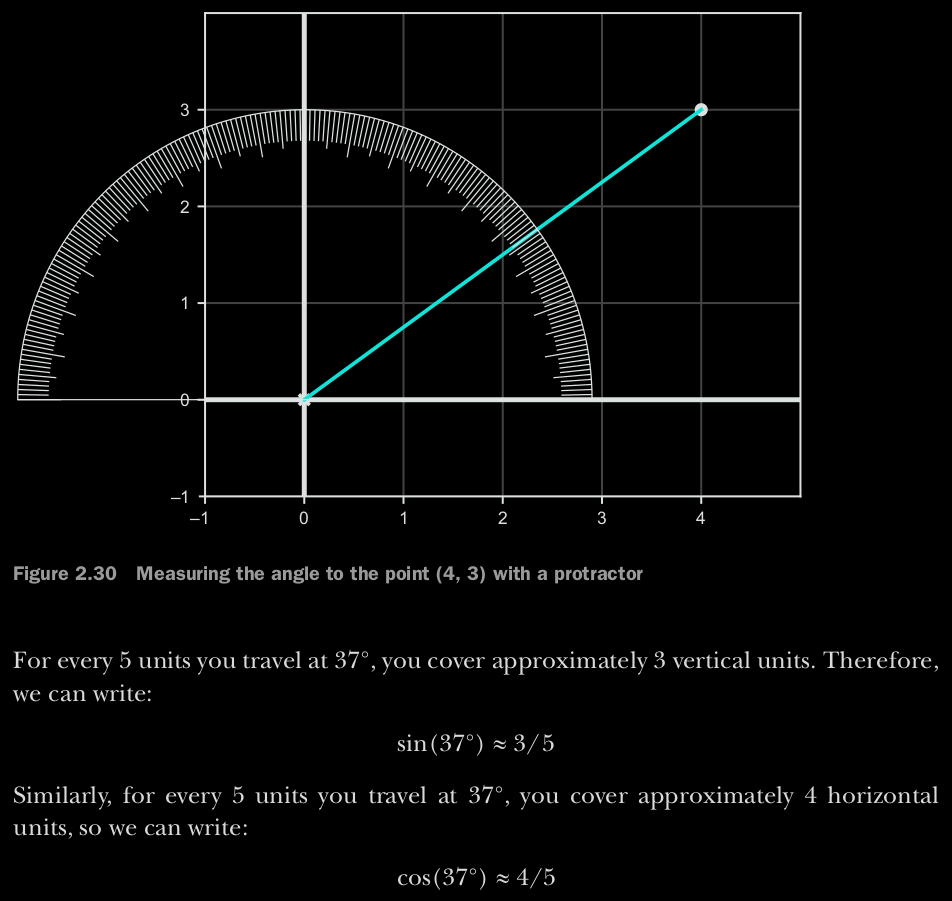 3
2
1
0
–1
–1 0 1 2 3 4
Figure 2.30 Measuring the angle to the point (4, 3) with a protractor
For every 5 units you travel at 37°, you cover approximately 3 vertical units. Therefore,
we can write:
sin(37°) ≈ 3/5
Similarly, for every 5 units you travel at 37°, you cover approximately 4 horizontal
units, so we can write:
cos(37°) ≈ 4/5